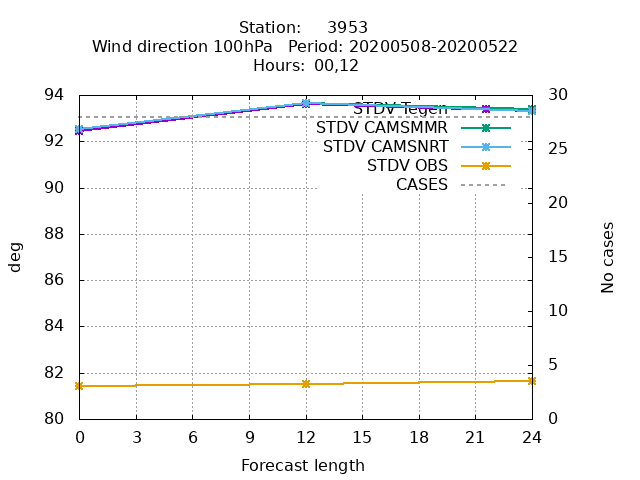 Station: 3953
Wind direction 100hPa Period: 20200508-20200522
Hours: 00,12
94
92
90
88
86
84
82
80
30
25
20
15
10
5
0
deg
No cases
STDV Tegen
STDV CAMSMMR
STDV CAMSNRT
STDV OBS
CASES
0 3 6 9 12 15 18 21 24
Forecast length